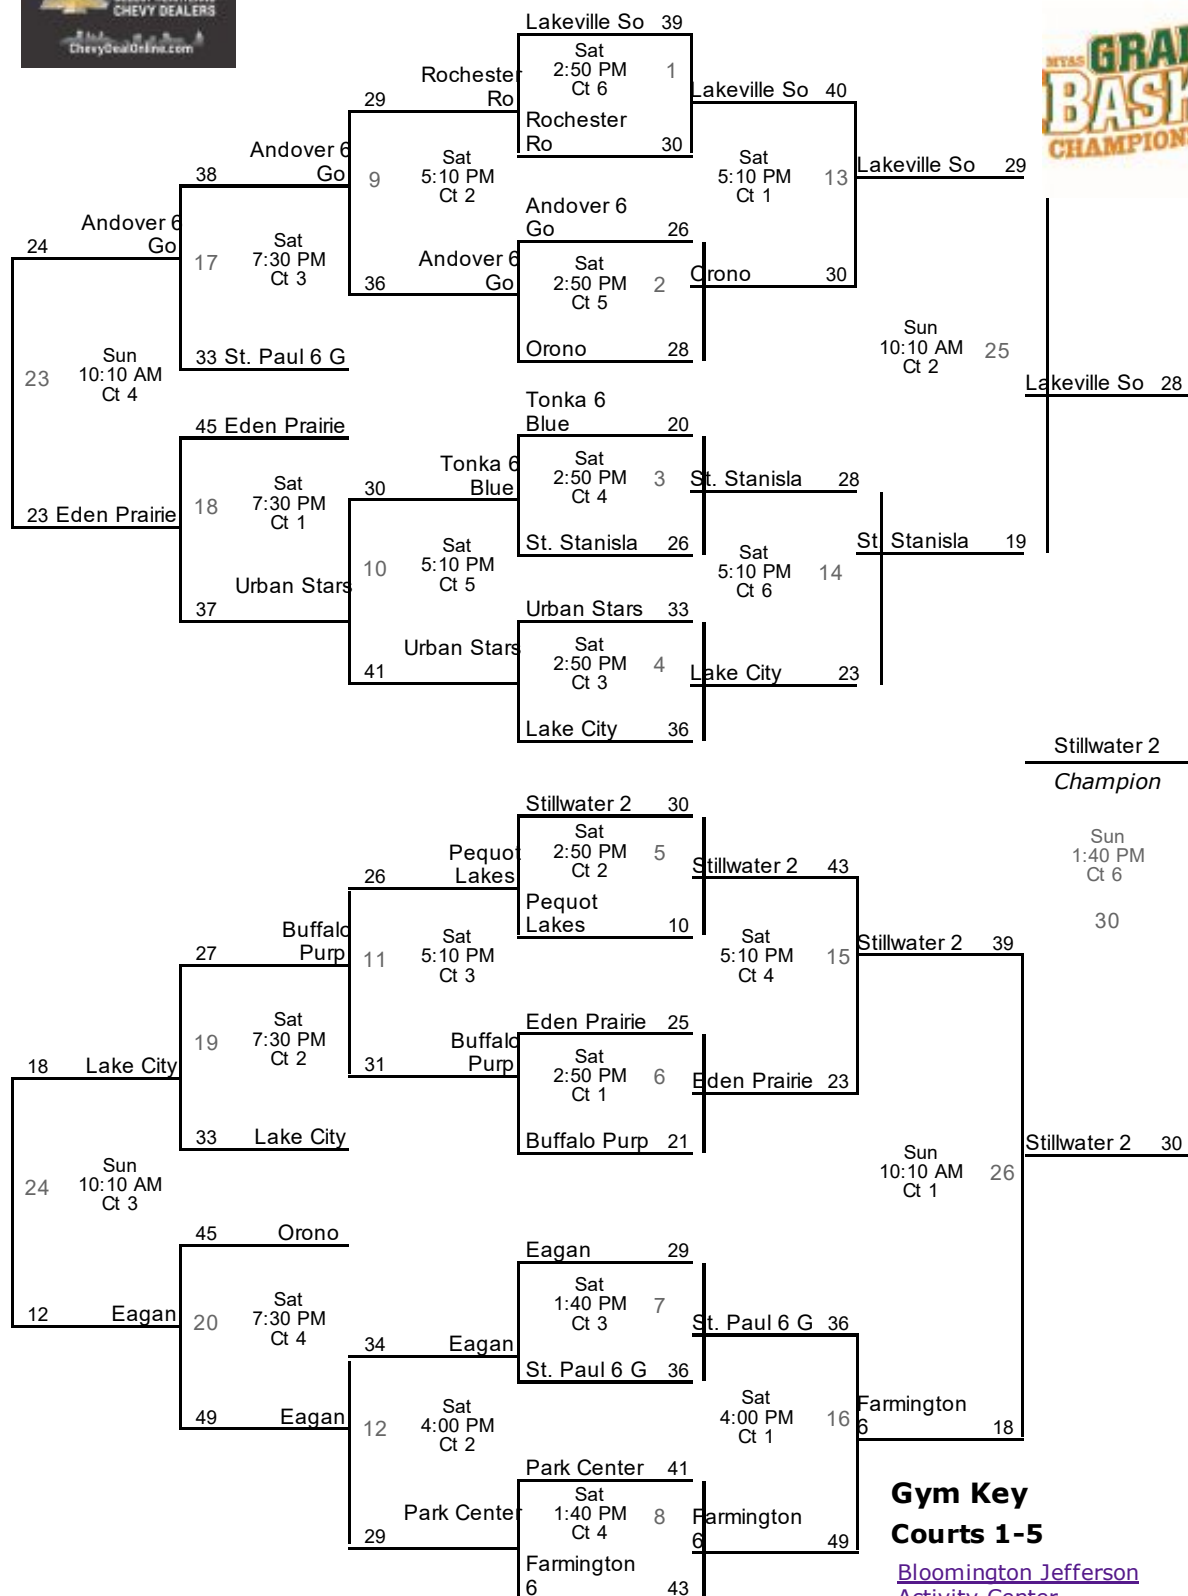 CHEVY DEALERS
ChevyDealOnline.com
MYAS GRA
BASK
CHAMPION
Lakeville So 39
Sat
2:50 PM 1
Ct 6
Rochester
Ro 30
Rochester
29 Ro
Lakeville So 40
Andover 6
38 Go
Sat
9 5:10 PM
Ct 2
Sat
5:10 PM 13
Ct 1
Lakeville So 29
Andover 6
Go 26
Andover 6
24 Go
Sat
17 7:30 PM
Ct 3
Andover 6
36 Go
Sat
2:50 PM 2
Ct 5
Orono 30
Orono 28
33 St. Paul 6 G
Sun
23 10:10 AM
Ct 4
Sun
10:10 AM 25
Ct 2
Lakeville So 28
Tonka 6
Blue 20
45 Eden Prairie
Sat
2:50 PM 3
Ct 4
Tonka 6
30 Blue
St. Stanisla 28
Sat
18 7:30 PM
Ct 1
23 Eden Prairie
St. Stanisla 26
St. Stanisla 19
Sat
10 5:10 PM
Ct 5
Sat
5:10 PM 14
Ct 6
Urban Stars
37
Urban Stars 33
Urban Stars
41
Sat
2:50 PM 4
Ct 3
Lake City 23
Lake City 36
Stillwater 2
Champion
Sun
1:40 PM
Ct 6
30
Stillwater 2 30
Sat
2:50 PM 5
Ct 2
Pequot
26 Lakes
Stillwater 2 43
Pequot
Lakes 10
Buffalo
27 Purp
Sat
11 5:10 PM
Ct 3
Sat
5:10 PM 15
Ct 4
Stillwater 2 39
Eden Prairie 25
Sat
19 7:30 PM
Ct 2
Buffalo
31 Purp
Sat
2:50 PM 6
Ct 1
Eden Prairie 23
18 Lake City
33 Lake City
Buffalo Purp 21
Sun
24 10:10 AM
Ct 3
Sun
10:10 AM 26
Ct 1
Stillwater 2 30
45 Orono
Eagan 29
Sat
1:40 PM 7
Ct 3
12 Eagan
Sat
20 7:30 PM
Ct 4
34 Eagan
St. Paul 6 G 36
St. Paul 6 G 36
49 Eagan
Sat
12 4:00 PM
Ct 2
Sat
4:00 PM 16
Ct 1
Farmington
6 18
Park Center 41
Park Center
29
Sat
1:40 PM 8
Ct 4
Farmington
6 49
Farmington
6 43
Gym Key
Courts 1-5
Bloomington Jefferson
Activity Center